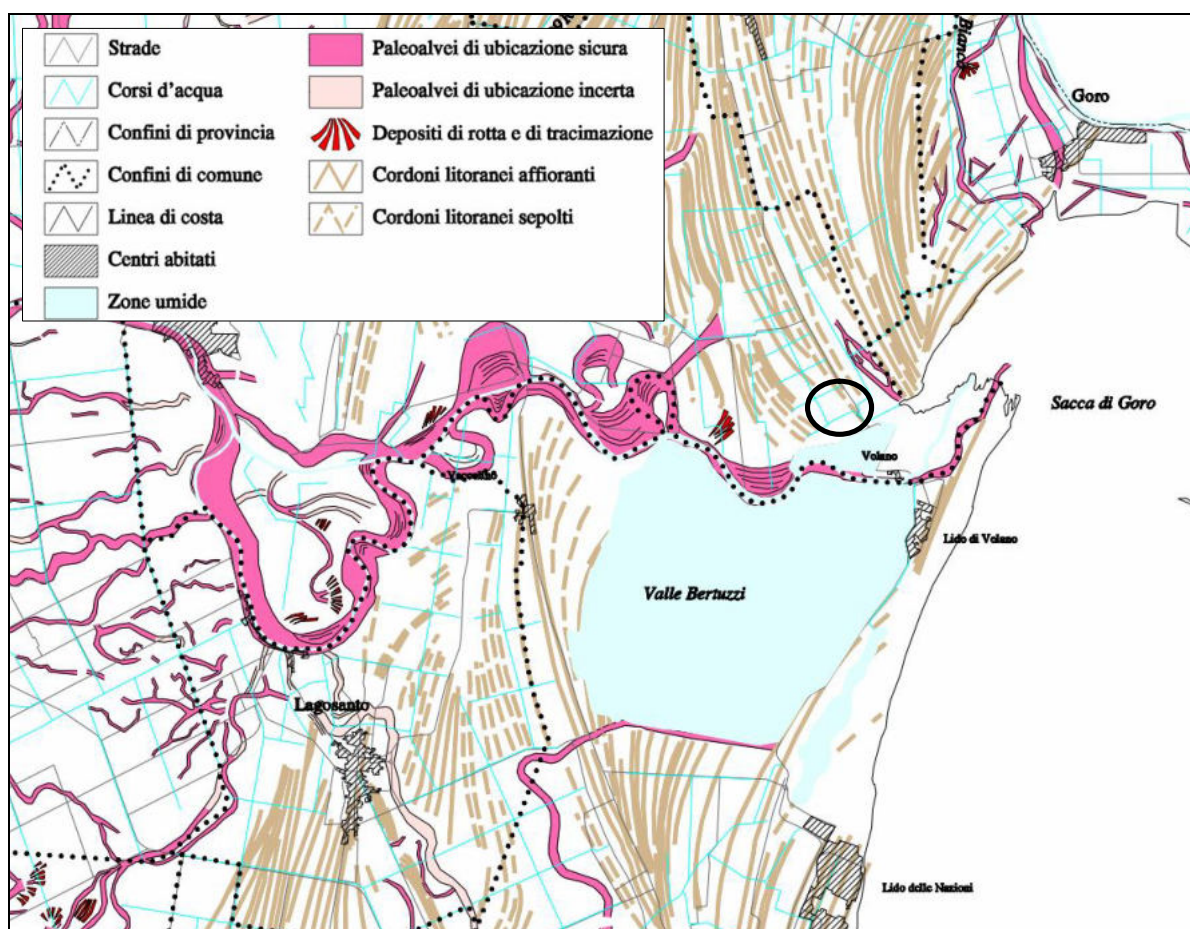 Strade
Corsi d'acqua
Confini di provincia
Confini di comune
Linea di costa
Centri abitati
Zone umide
Paleoalvei di ubicazione sicura
Paleoalvei di ubicazione incerta
Depositi di rotta e di tracimazione
Cordoni litoranei affioranti
Cordoni litoranei sepolti
Bianco
Goro
Sacca di Goro
Volano
Lido di Volano
Valle Bertuzzi
Lagosanto
Lido delle Nazioni